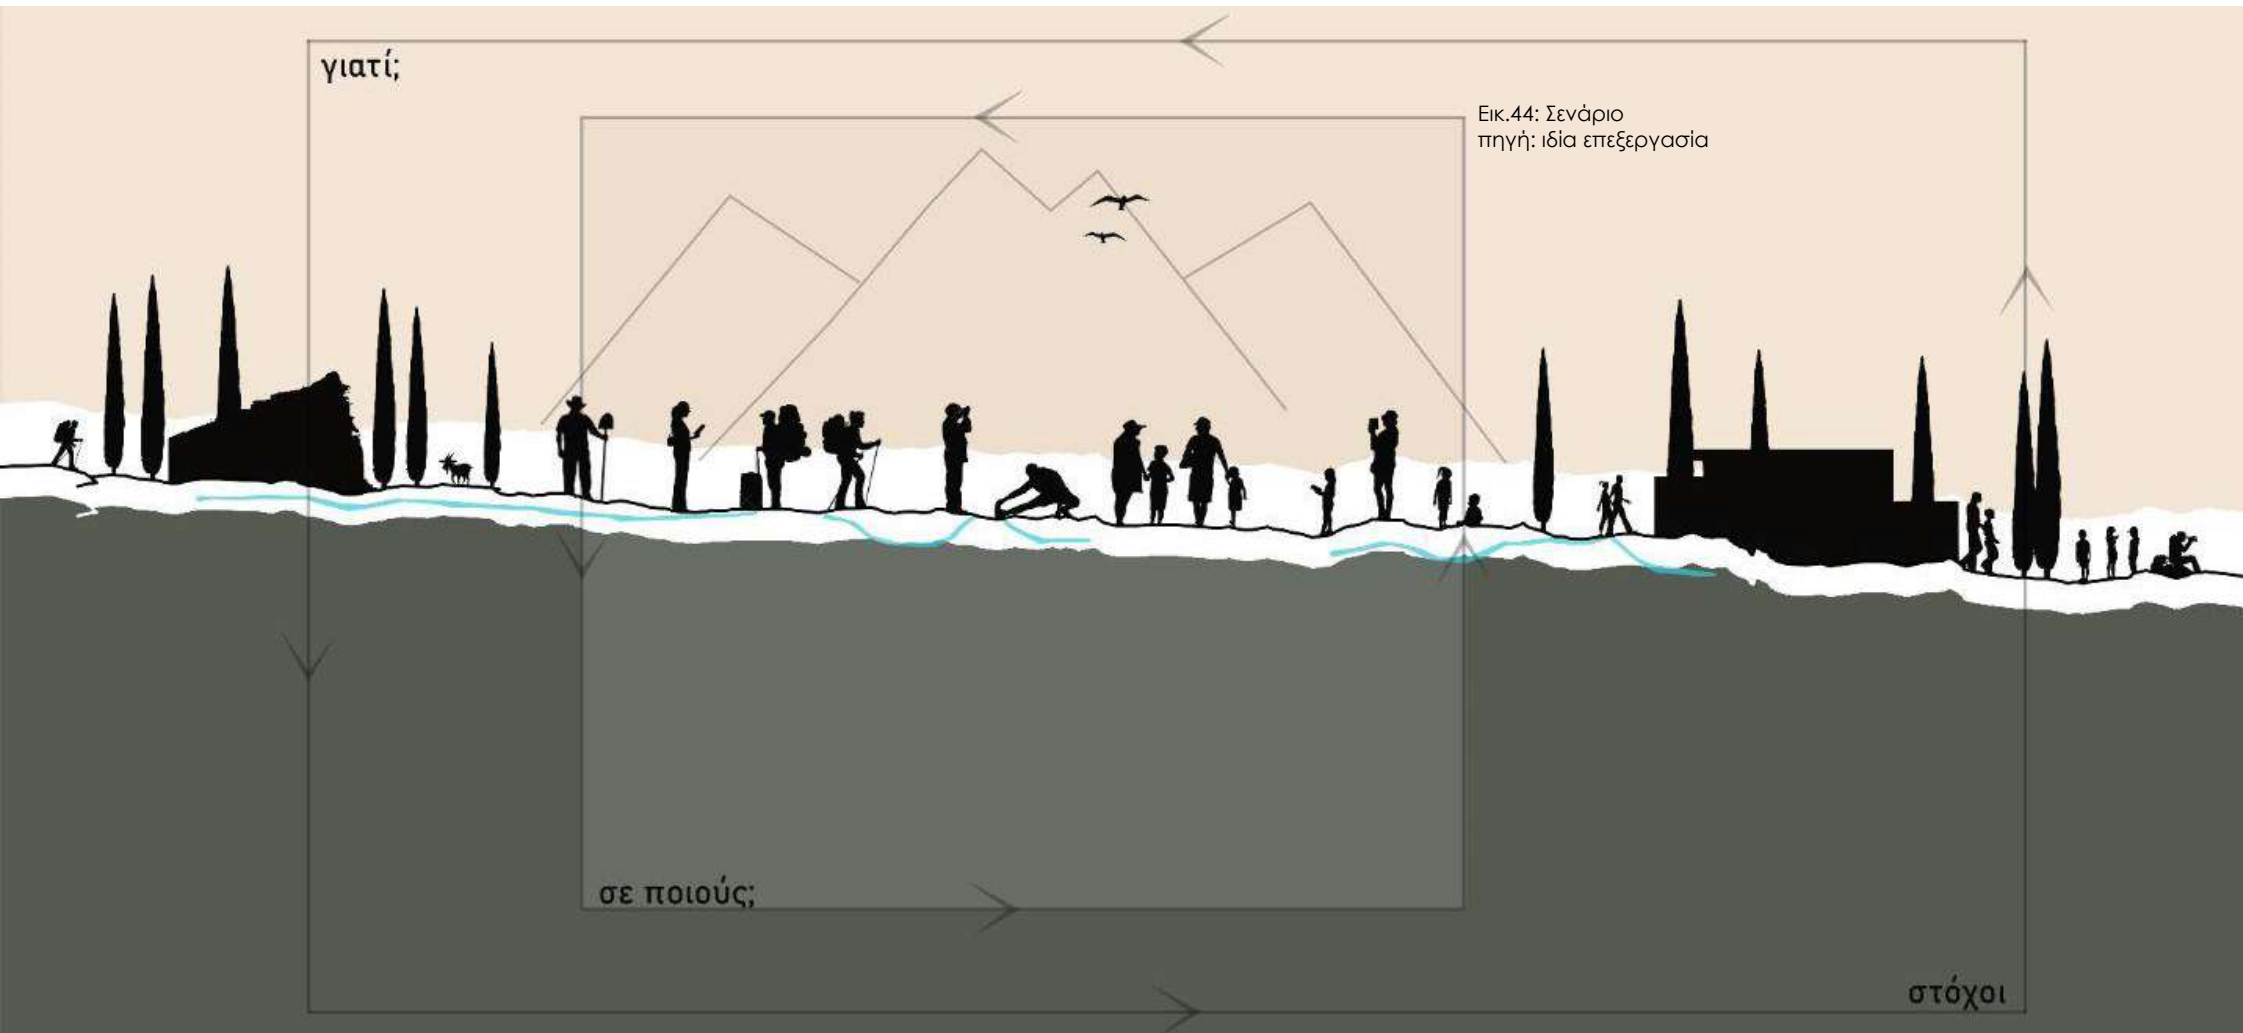 γιατί;
Εικ.44: Σενάριο
πηγή: ιδία επεξεργασία
σε ποιούς;
στόχοι